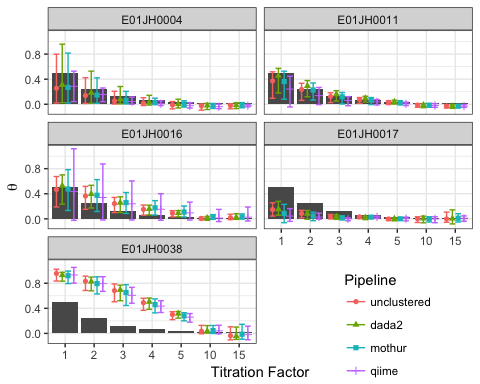 E01JH0004 E01JH0011
0.8
0.4
0.0
E01JH0016 E01JH0017
0.8
0.4
0.0
1 2 3 4 5 10 15
E01JH0038
0.8
0.4
0.0
1 2 3 4 5 10 15
θ
Titration Factor
Pipeline
unclustered
dada2
mothur
qiime